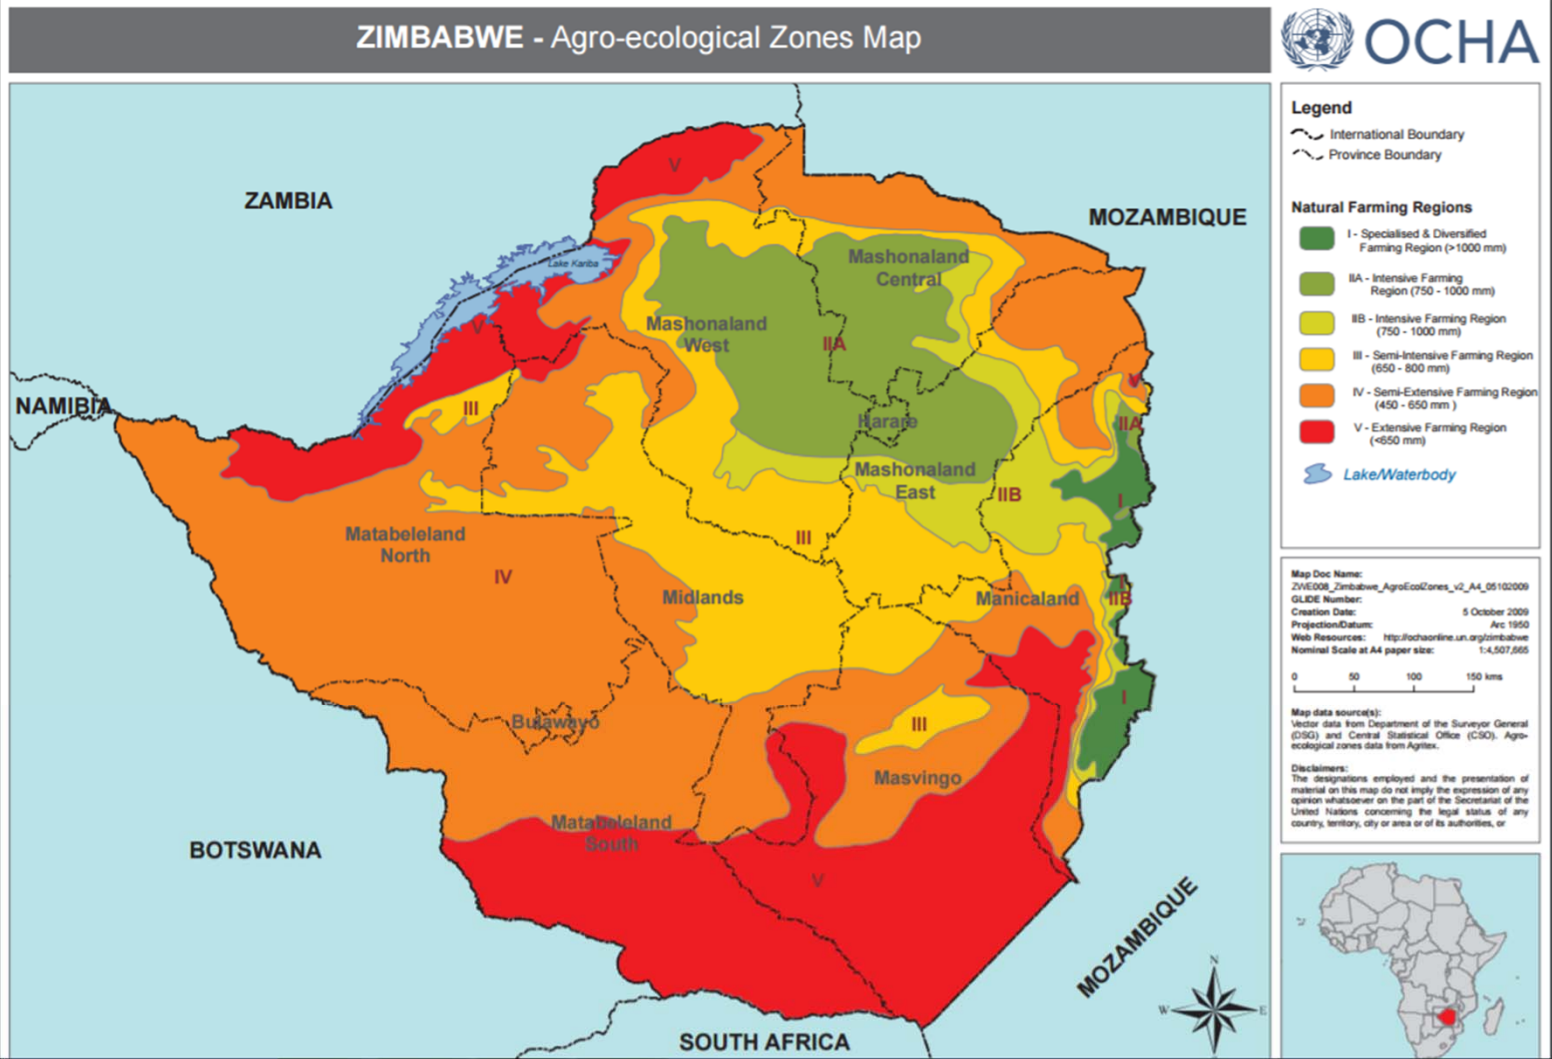 ZIMBABWE - Agro-ecological Zones Map
OCHA
ZAMBIA
MOZAMBIQUE
NAMIBIA
BOTSWANA
SOUTH AFRICA
MOZAMBIQUE
Lake Kariba
Mashonaland
Central
Mashonaland
West
Harare
Mashonaland
East
Matabeleland
North
Midlands
Manicaland
Bulawayo
Masvingo
Matabeleland
South
V
V
III
IIA
V
IIA
I
IIB
III
IV
I
IIB
I
III
V
N
W
E
S
Legend
International Boundary
Province Boundary
Natural Farming Regions
I - Specialised & Diversified
Farming Region (>1000 mm)
IIA - Intensive Farming
Region (750 - 1000 mm)
IIB - Intensive Farming Region
(750 - 1000 mm)
III - Semi-Intensive Farming Region
(650 - 800 mm)
IV - Semi-Extensive Farming Region
(450 - 650 mm )
V - Extensive Farming Region
(<650 mm)
Lake/Waterbody
Map Doc Name:
ZWE008_Zimbabwe_AgroEcolZones_v2_A4_05102009
GLIDE Number:
Creation Date: 5 October 2009
Projection/Datum: Arc 1950
Web Resources: http://ochaonline.un.org/zimbabwe
Nominal Scale at A4 paper size: 1:4,507,665
0 50 100 150 kms
Map data source(s):
Vector data from Department of the Surveyor General
(DSG) and Central Statistical Office (CSO). Agro-
ecological zones data from Agritex.
Disclaimers:
The designations employed and the presentation of
material on this map do not imply the expression of any
opinion whatsoever on the part of the Secretariat of the
United Nations concerning the legal status of any
country, territory, city or area or of its authorities, or